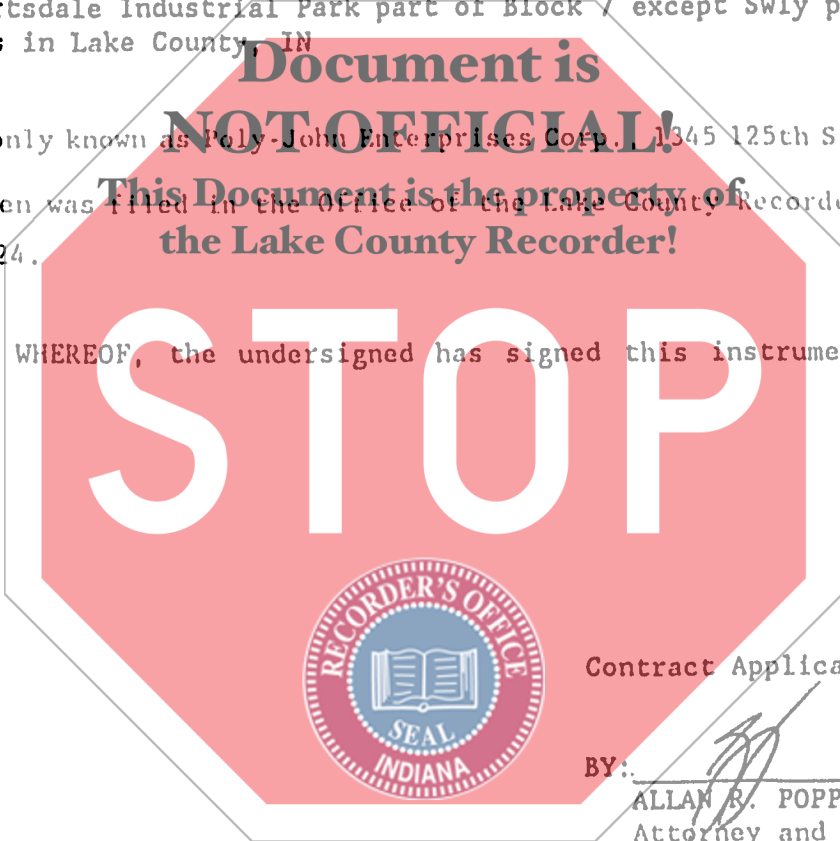 rtsdale Industrial Park part of Block 7 except Swly p
s in Lake County, IN
Document is
only known as Poly-John Enterprises Corp., 1345 125th S
NOT OFFICIAL!
This Document is the property of
en was filed in the Office of the Lake County Recorde
the Lake County Recorder!
24.
WHEREOF, the undersigned has signed this instrume
STOP
RECORDER'S OFFICE
SEAL
INDIANA
Contract Applica
BY:
ALLAN R. POPP
Attorney and